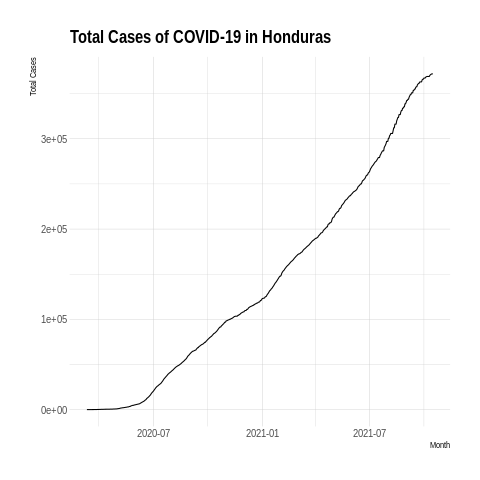 Total Cases of COVID-19 in Honduras
Total Cases
3e+05
2e+05
1e+05
0e+00
2020-07 2021-01 2021-07
Month